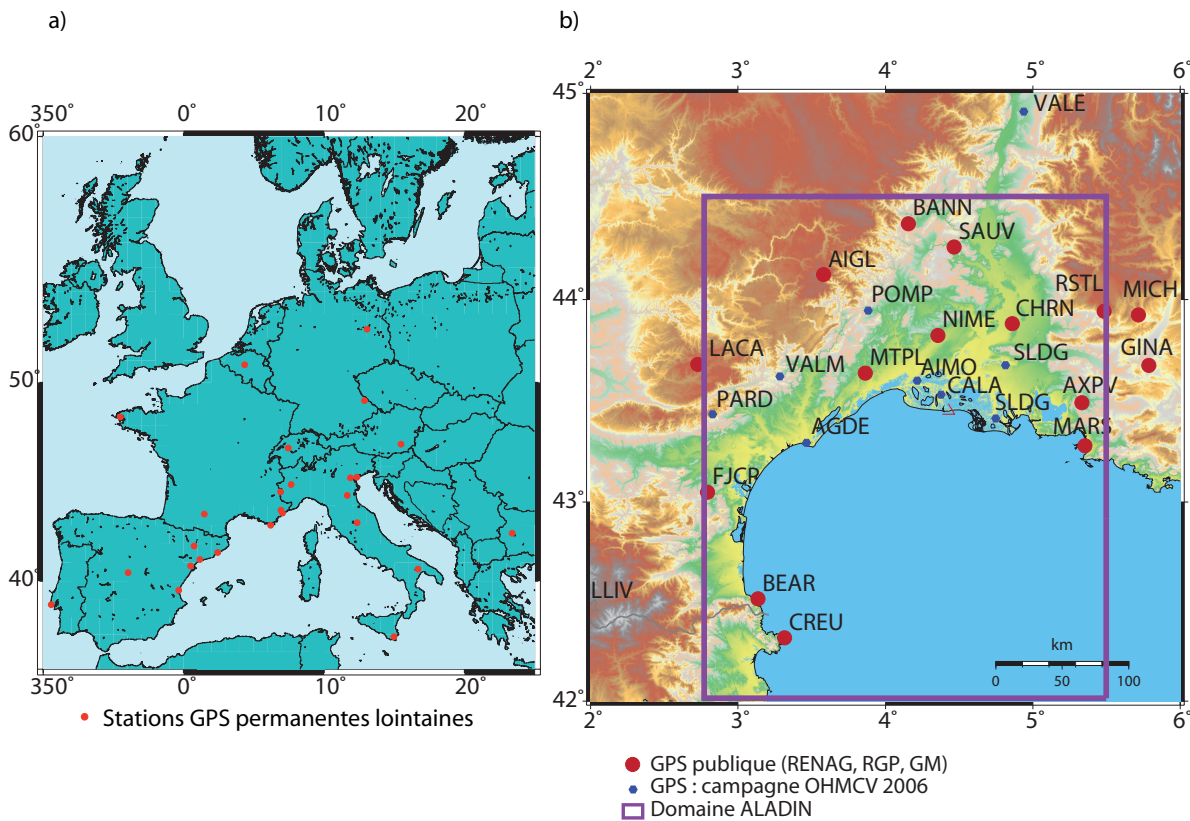 a)
b)
350˚
0˚
10˚
20˚
60˚
50˚
40˚
350˚
0˚
10˚
20˚
Stations GPS permanentes lointaines
2˚
3˚
4˚
5˚
6˚
45˚
VALE
BANN
SAUV
AIGL
RSTL
MICH
POMP
44˚
CHRN
NIME
GINA
LACA
VALM
MTPL
SLDG
AIMO
CALA
AXPV
PARD
SLDG
AGDE
MARS
FJCP
43˚
BEAR
LLIV
CREU
km
0
50
100
42˚
2˚
3˚
4˚
5˚
6˚
GPS publique (RENAG, RGP, GM)
GPS : campagne OHMCV 2006
Domaine ALADIN